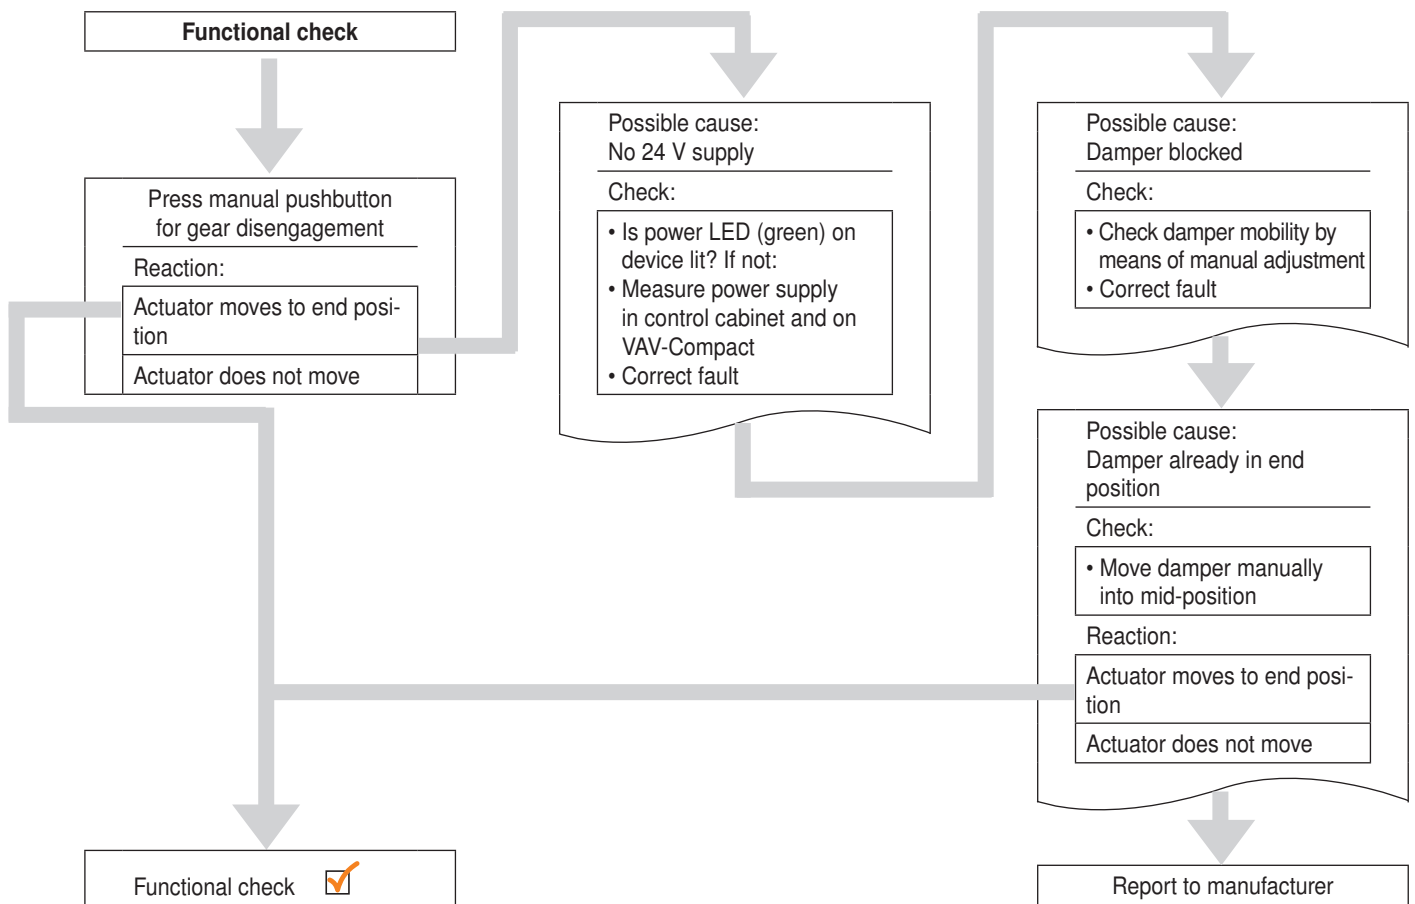 Functional check
Press manual pushbutton
for gear disengagement
Reaction:
Actuator moves to end posi-
tion
Actuator does not move
Possible cause:
No 24 V supply
Check:
• Is power LED (green) on
device lit? If not:
• Measure power supply
in control cabinet and on
VAV-Compact
• Correct fault
Possible cause:
Damper blocked
Check:
• Check damper mobility by
means of manual adjustment
• Correct fault
Possible cause:
Damper already in end
position
Check:
• Move damper manually
into mid-position
Reaction:
Actuator moves to end posi-
tion
Actuator does not move
Functional check
Report to manufacturer